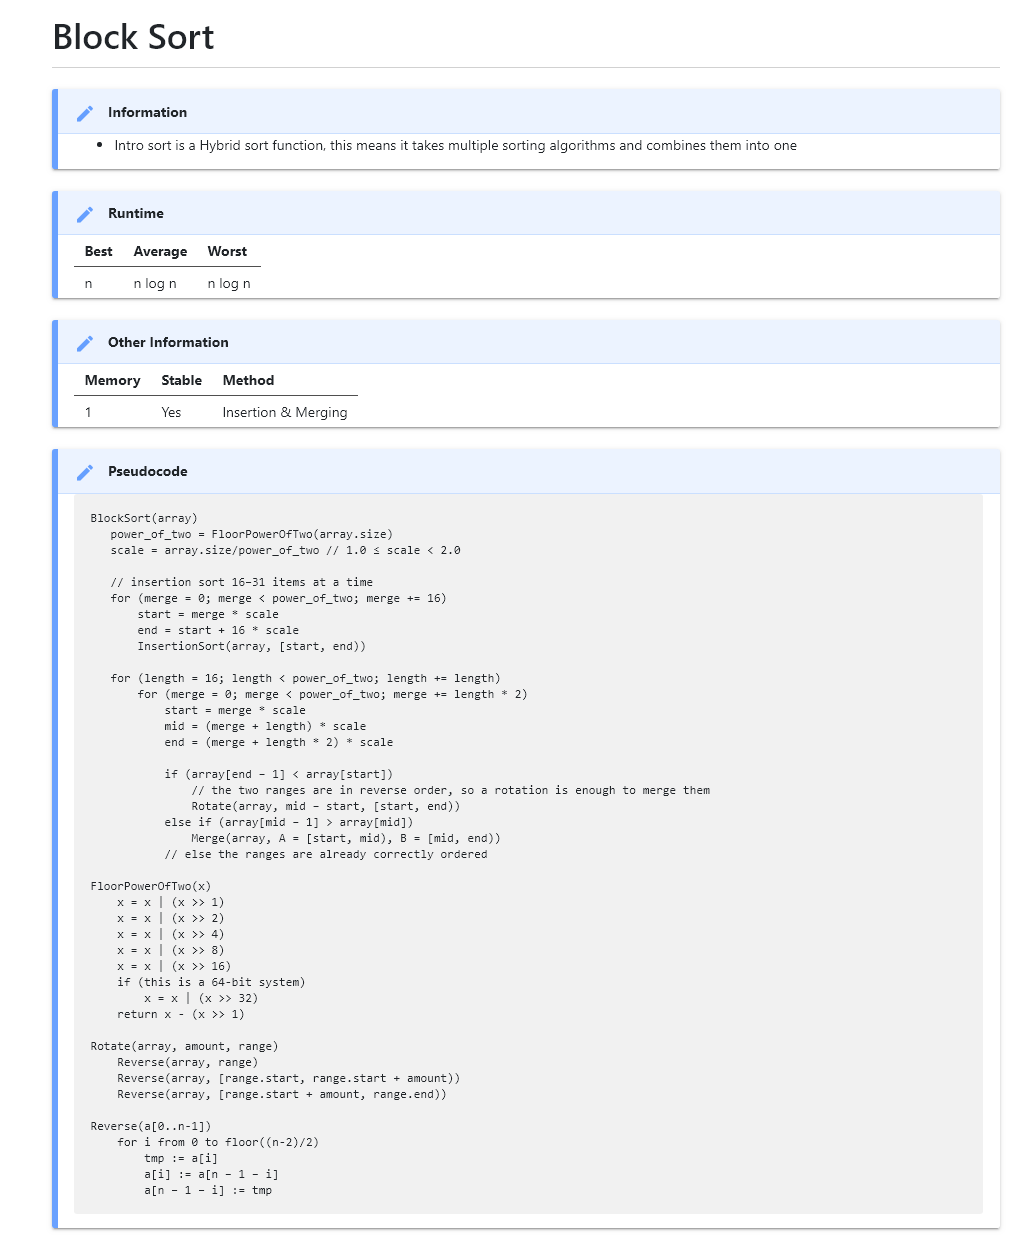 Block Sort
Information
• Intro sort is a Hybrid sort function, this means it takes multiple sorting algorithms and combines them into one
Runtime
Best Average Worst
n n log n n log n
Other Information
Memory Stable Method
1 Yes Insertion & Merging
Pseudocode
BlockSort(array)
   power_of_two = FloorPowerOfTwo(array.size)
   scale = array.size/power_of_two // 1.0 ≤ scale < 2.0
   // insertion sort 16–31 items at a time
   for (merge = 0; merge < power_of_two; merge += 16)
       start = merge * scale
       end = start + 16 * scale
       InsertionSort(array, [start, end))
   for (length = 16; length < power_of_two; length += length)
       for (merge = 0; merge < power_of_two; merge += length * 2)
           start = merge * scale
           mid = (merge + length) * scale
           end = (merge + length * 2) * scale
           if (array[end − 1] < array[start])
               // the two ranges are in reverse order, so a rotation is enough to merge them
               Rotate(array, mid − start, [start, end))
           else if (array[mid − 1] > array[mid])
               Merge(array, A = [start, mid), B = [mid, end))
           // else the ranges are already correctly ordered
FloorPowerOfTwo(x)
    x = x | (x >> 1)
    x = x | (x >> 2)
    x = x | (x >> 4)
    x = x | (x >> 8)
    x = x | (x >> 16)
    if (this is a 64-bit system)
        x = x | (x >> 32)
    return x - (x >> 1)
Rotate(array, amount, range)
    Reverse(array, range)
    Reverse(array, [range.start, range.start + amount))
    Reverse(array, [range.start + amount, range.end))
Reverse(a[0..n-1])
    for i from 0 to floor((n-2)/2)
        tmp := a[i]
        a[i] := a[n − 1 − i]
        a[n − 1 − i] := tmp